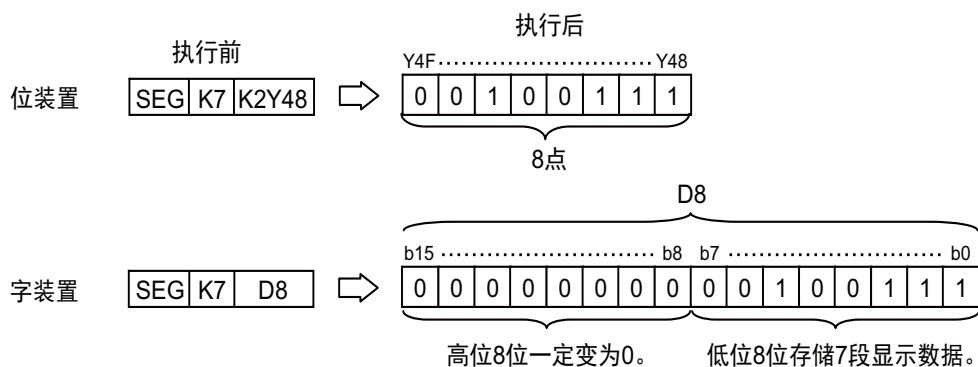 执行前
执行后
Y4F Y48
位装置
SEG K7 K2Y48
0 0 1 0 0 1 1 1
8点
D8
b15 b8 b7 b0
字装置
SEG K7 D8
0 0 0 0 0 0 0 0 0 0 1 0 0 1 1 1
高位8位一定变为0。
低位8位存储7段显示数据。